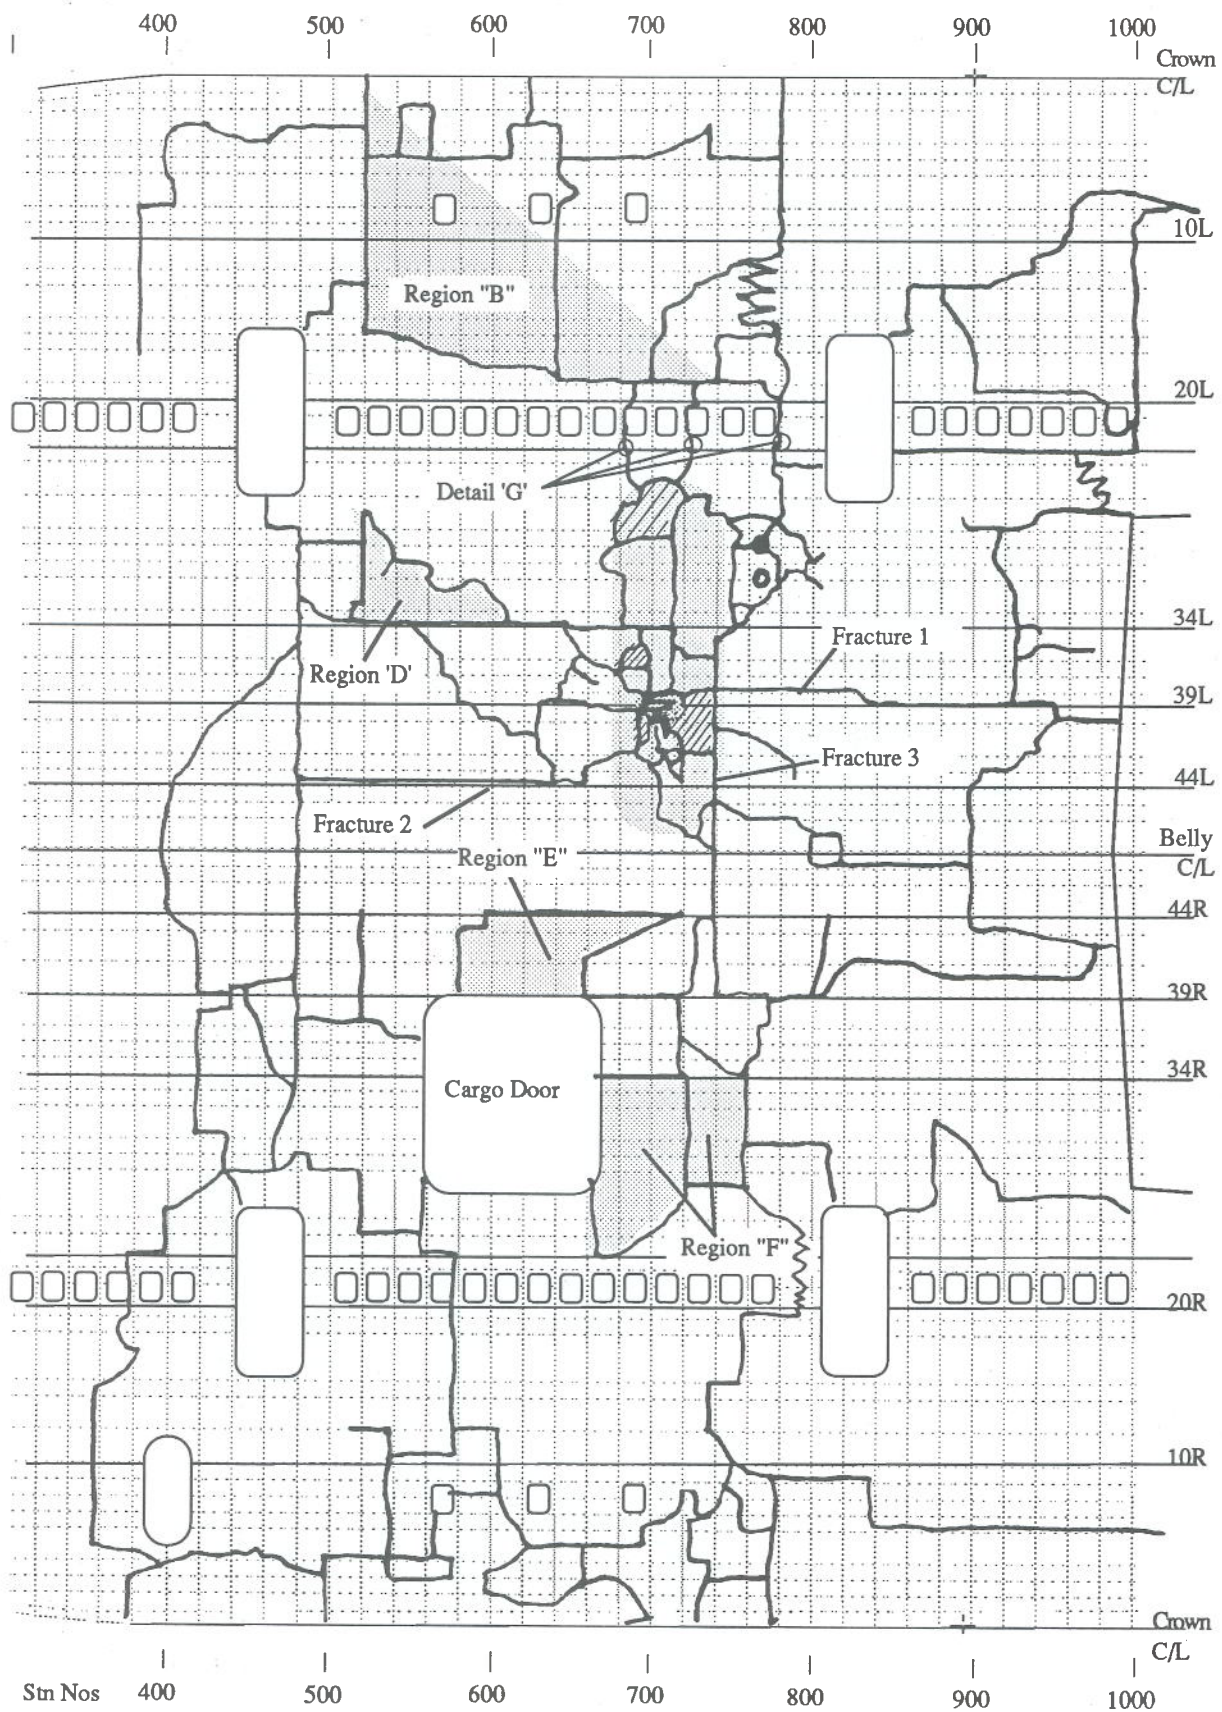 400 500 600 700 800 900 1000
Crown
C/L
10L
Region "B"
20L
Detail 'G'
34L
Fracture 1
Region 'D'
39L
Fracture 3
44L
Fracture 2
Belly
C/L
Region "E"
44R
39R
34R
Cargo Door
Region "F"
20R
10R
Crown
C/L
Stn Nos 400 500 600 700 800 900 1000